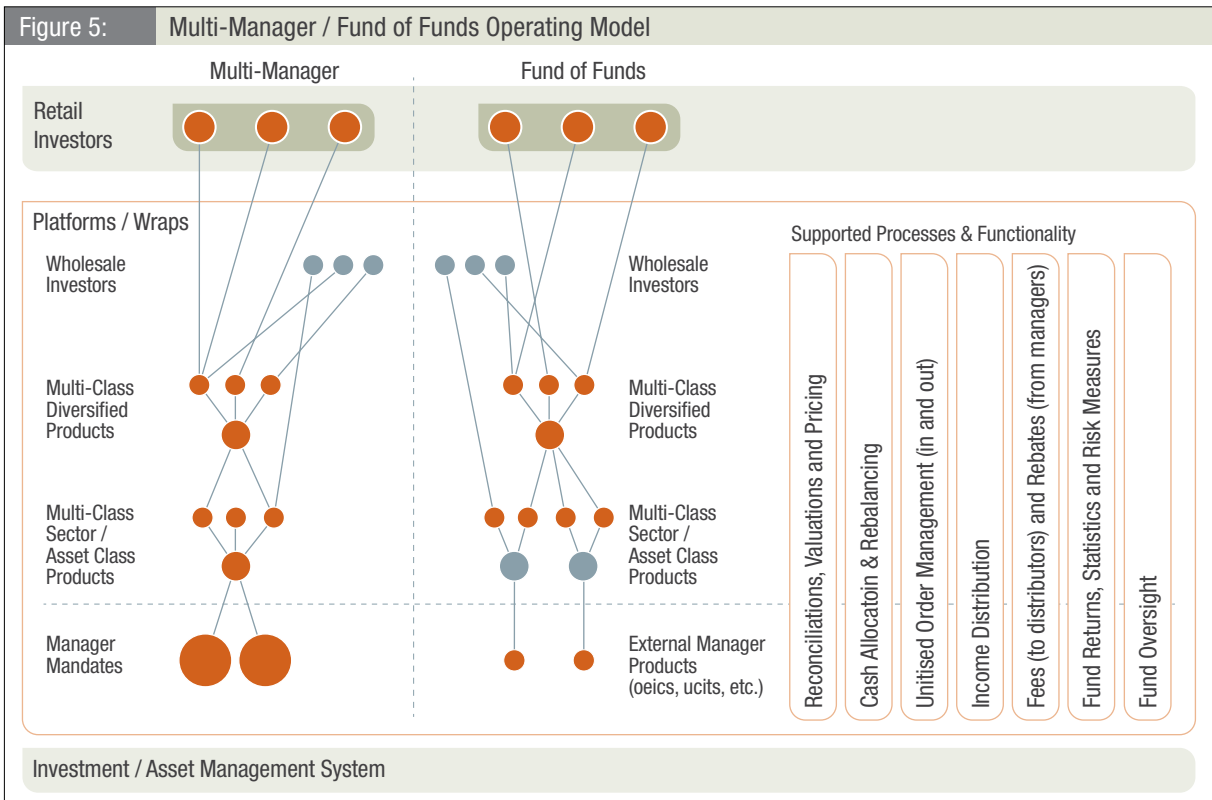 Figure 5:
Multi-Manager / Fund of Funds Operating Model
Multi-Manager
Fund of Funds
Retail
Investors
Platforms / Wraps
Supported Processes & Functionality
Wholesale
Investors
Wholesale
Investors
Multi-Class
Diversified
Products
Multi-Class
Diversified
Products
Multi-Class
Sector /
Asset Class
Products
Multi-Class
Sector /
Asset Class
Products
Manager
Mandates
External Manager
Products
(oeics, ucits, etc.)
Reconciliations, Valuations and Pricing
Cash Allocatoin & Rebalancing
Unitised Order Management (in and out)
Income Distribution
Fees (to distributors) and Rebates (from managers)
Fund Returns, Statistics and Risk Measures
Fund Oversight
Investment / Asset Management System